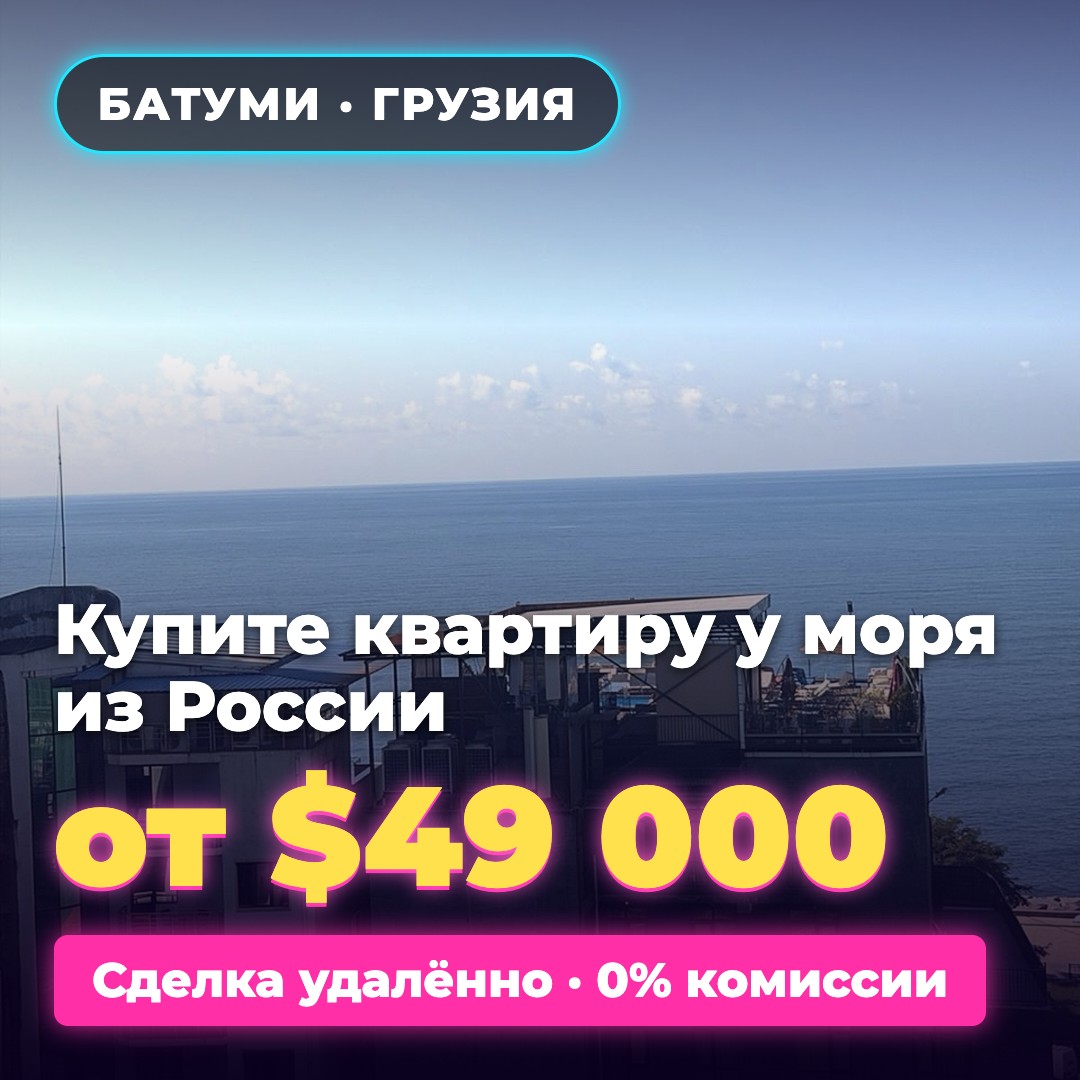 БАТУМИ • ГРУЗИЯ
Купите квартиру у моря
из России
от $49 000
Сделка удалённо • 0% комиссии